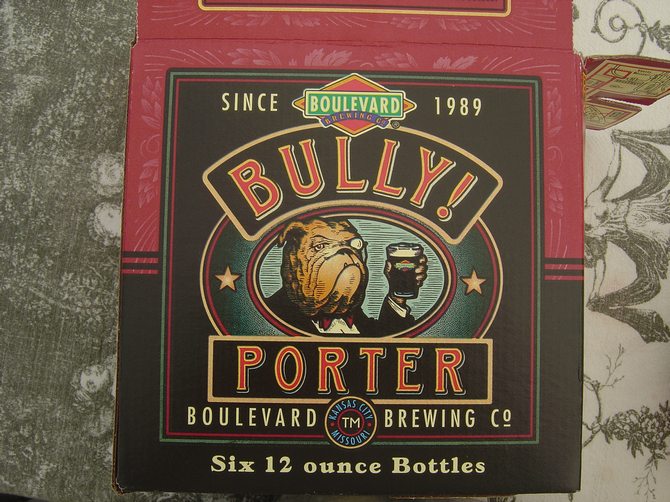 SINCE BOULEVARD 1989
BREWING Co ®
BULLY!
PORTER
BOULEVARD BREWING Co
KANSAS CITY
TM
MISSOURI
Six 12 ounce Bottles